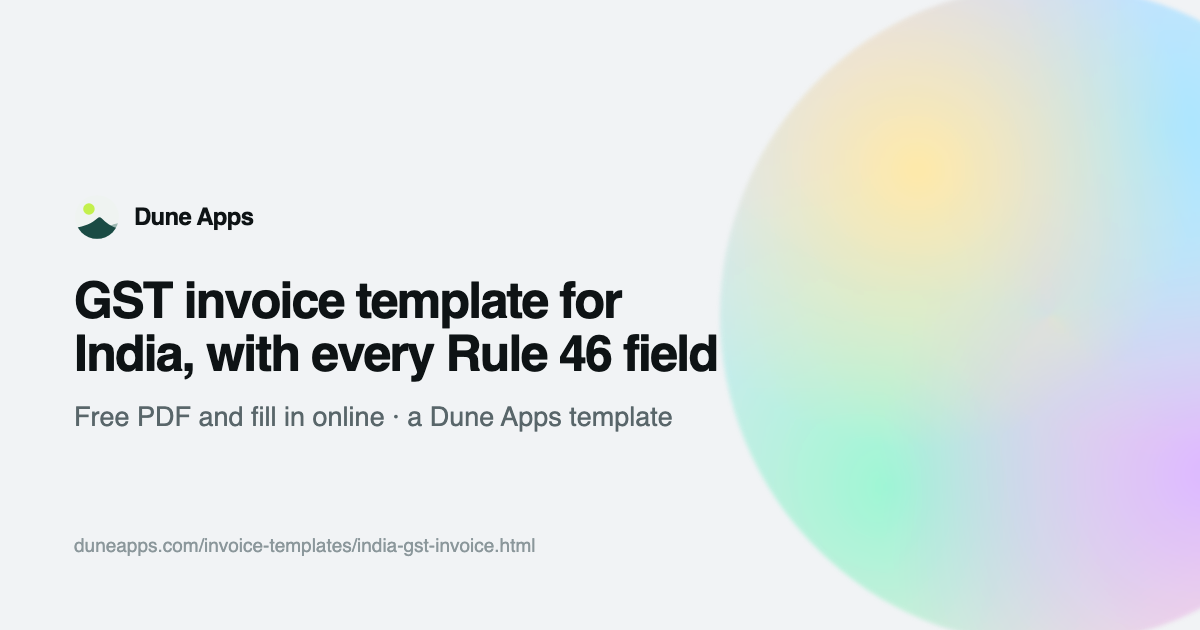 Dune Apps
GST invoice template for
India, with every Rule 46 field
Free PDF and fill in online · a Dune Apps template
duneapps.com/invoice-templates/india-gst-invoice.html